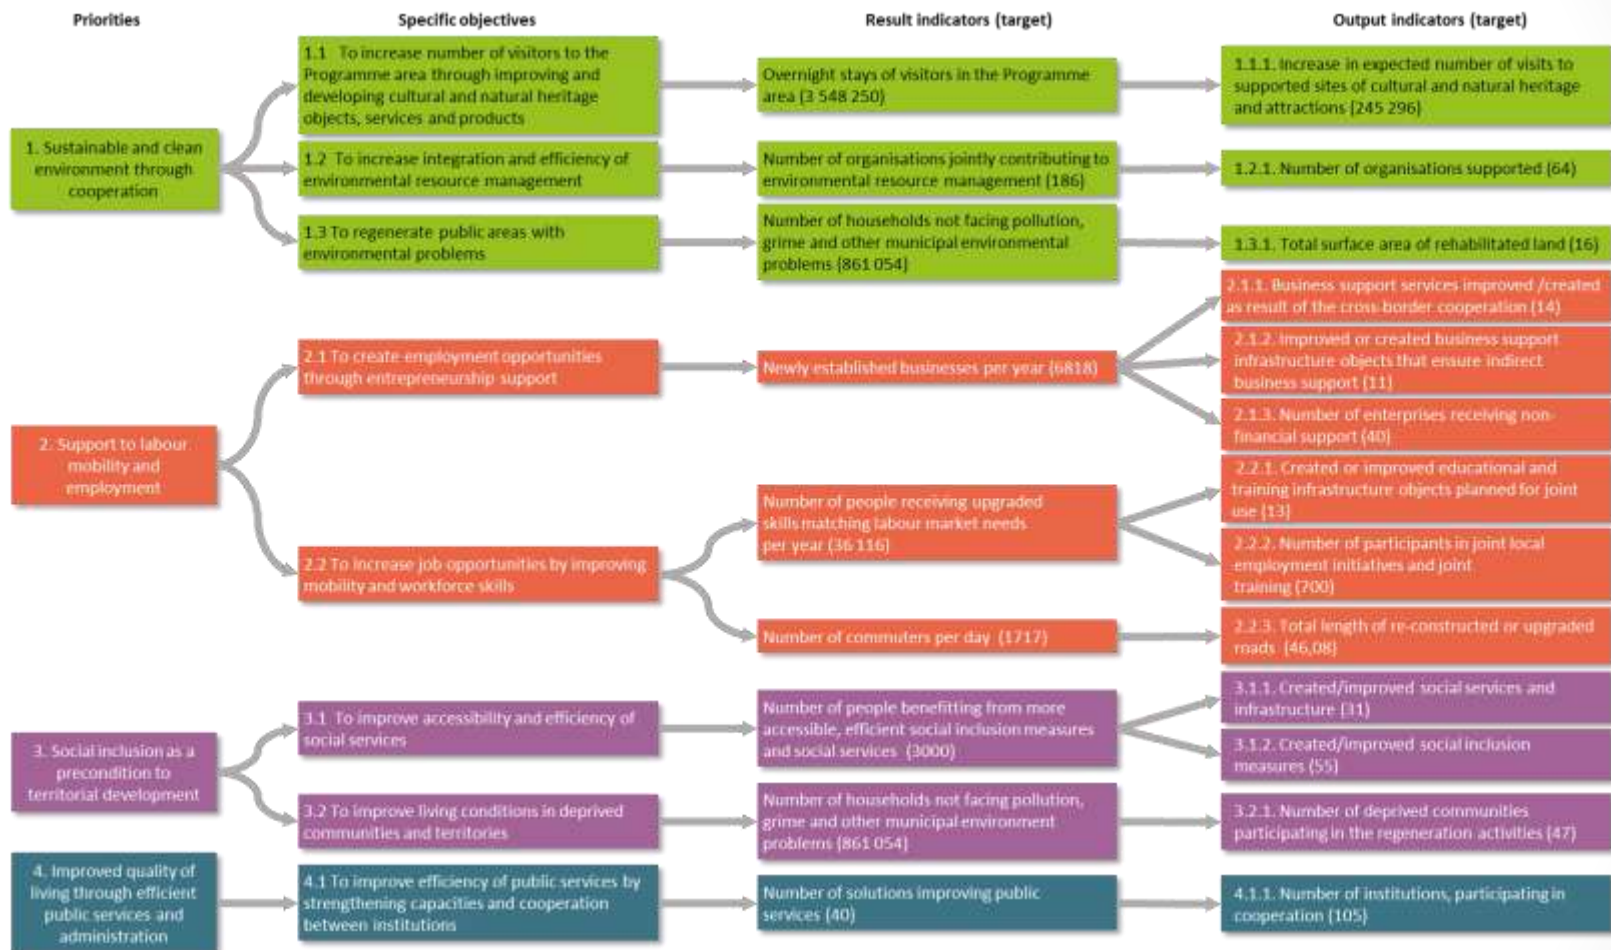 Priorities
Specific objectives
Result indicators (target)
Output indicators (target)
1. Sustainable and clean
environment through
cooperation
1.1 To increase number of visitors to the
Programme area through improving and
developing cultural and natural heritage
objects, services and products
Overnight stays of visitors in the Programme
area (3 548 250)
1.1.1. Increase in expected number of visits to
supported sites of cultural and natural heritage
and attractions (245 296)
1.2 To increase integration and efficiency of
environmental resource management
Number of organisations jointly contributing to
environmental resource management (186)
1.2.1. Number of organisations supported (64)
1.3 To regenerate public areas with
environmental problems
Number of households not facing pollution,
grime and other municipal environmental
problems (861 054)
1.3.1. Total surface area of rehabilitated land (16)
2. Support to labour
mobility and
employment
2.1 To create employment opportunities
through entrepreneurship support
Newly established businesses per year (6818)
2.1.1. Business support services improved /created
as result of the cross-border cooperation (14)
2.1.2. Improved or created business support
infrastructure objects that ensure indirect
business support (11)
2.1.3. Number of enterprises receiving non-
financial support (40)
2.2 To increase job opportunities by improving
mobility and workforce skills
Number of people receiving upgraded
skills matching labour market needs
per year (36 116)
2.2.1. Created or improved educational and
training infrastructure objects planned for joint
use (13)
2.2.2. Number of participants in joint local
employment initiatives and joint
training (700)
Number of commuters per day (1717)
2.2.3. Total length of re-constructed or upgraded
roads (46,08)
3. Social inclusion as a
precondition to
territorial development
3.1 To improve accessibility and efficiency of
social services
Number of people benefitting from more
accessible, efficient social inclusion measures
and social services (3000)
3.1.1. Created/improved social services and
infrastructure (31)
3.1.2. Created/improved social inclusion
measures (55)
3.2 To improve living conditions in deprived
communities and territories
Number of households not facing pollution,
grime and other municipal environment
problems (861 054)
3.2.1. Number of deprived communities
participating in the regeneration activities (47)
4. Improved quality of
living through efficient
public services and
administration
4.1 To improve efficiency of public services by
strengthening capacities and cooperation
between institutions
Number of solutions improving public
services (40)
4.1.1. Number of institutions, participating in
cooperation (105)